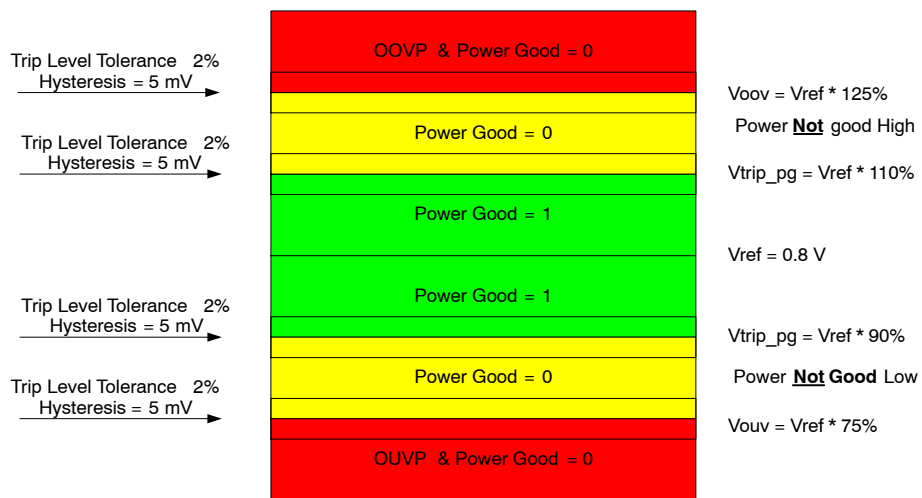 OOVP & Power Good = 0
Trip Level Tolerance 2%
Hysteresis = 5 mV
Voov = Vref * 125%
Power Not good High
Trip Level Tolerance 2%
Hysteresis = 5 mV
Power Good = 0
Vtrip_pg = Vref * 110%
Power Good = 1
Vref = 0.8 V
Power Good = 1
Trip Level Tolerance 2%
Hysteresis = 5 mV
Vtrip_pg = Vref * 90%
Power Good = 0
Power Not Good Low
Trip Level Tolerance 2%
Hysteresis = 5 mV
Vouv = Vref * 75%
OUVP & Power Good = 0